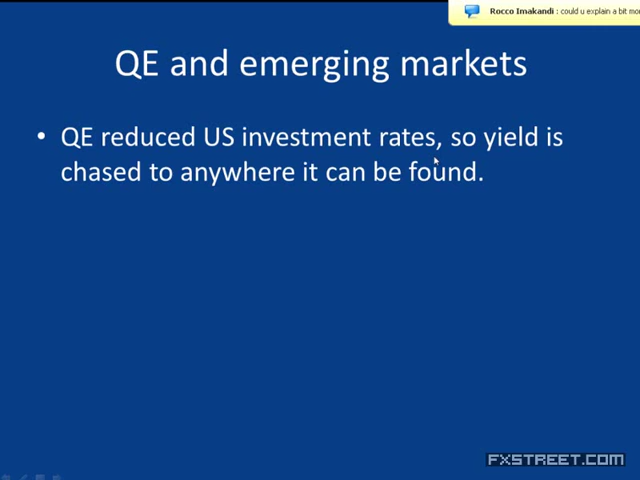 Rocco Imakandi : could u explain a bit
QE and emerging markets
• QE reduced US investment rates, so yield is
chased to anywhere it can be found.
FXSTREET.COM